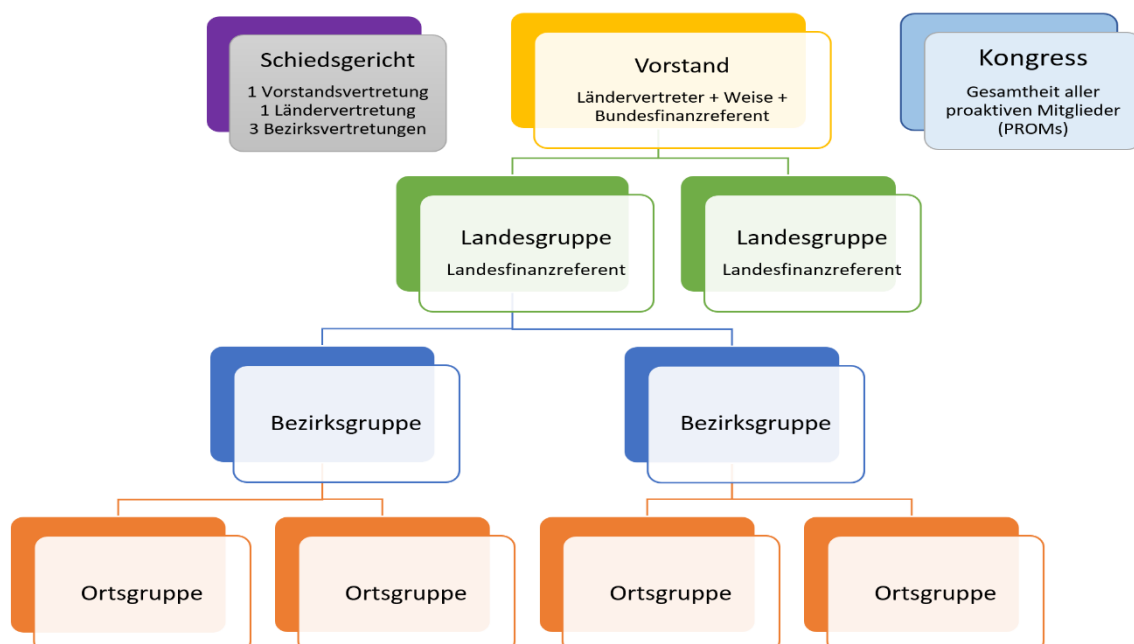 Schiedsgericht
1 Vorstandsvertretung
1 Ländervertretung
3 Bezirksvertretungen
Vorstand
Ländervertreter + Weise +
Bundesfinanzreferent
Kongress
Gesamtheit aller
proaktiven Mitglieder
(PROMs)
Landesgruppe
Landesfinanzreferent
Landesgruppe
Landesfinanzreferent
Bezirksgruppe
Bezirksgruppe
Ortsgruppe
Ortsgruppe
Ortsgruppe
Ortsgruppe